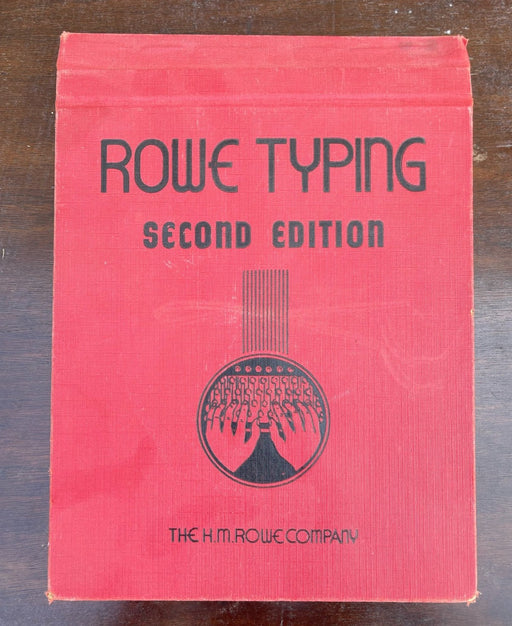 ROWE TYPING
SECOND EDITION
THE H.M. ROWE COMPANY